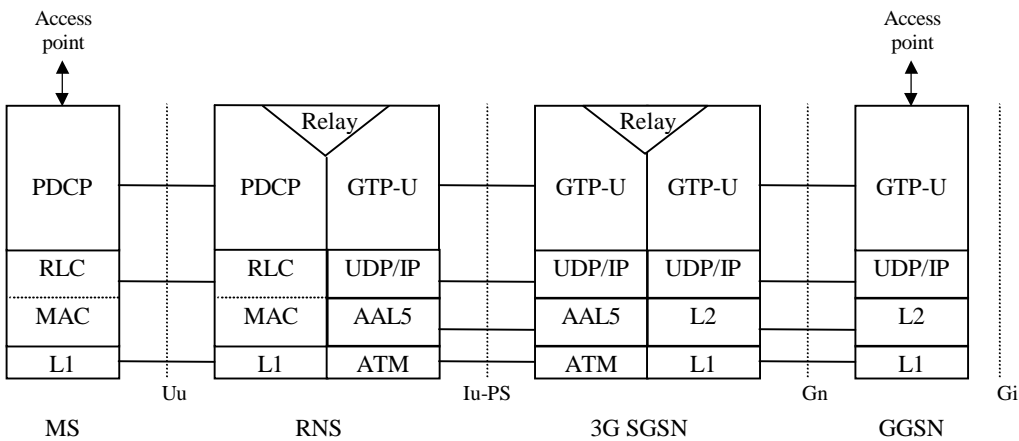 Access
point
Access
point
Relay
Relay
PDCP
PDCP
GTP-U
GTP-U
GTP-U
GTP-U
RLC
RLC
UDP/IP
UDP/IP
UDP/IP
UDP/IP
MAC
MAC
AAL5
AAL5
L2
L2
L1
L1
ATM
ATM
L1
L1
Uu
Iu-PS
Gn
Gi
MS
RNS
3G SGSN
GGSN